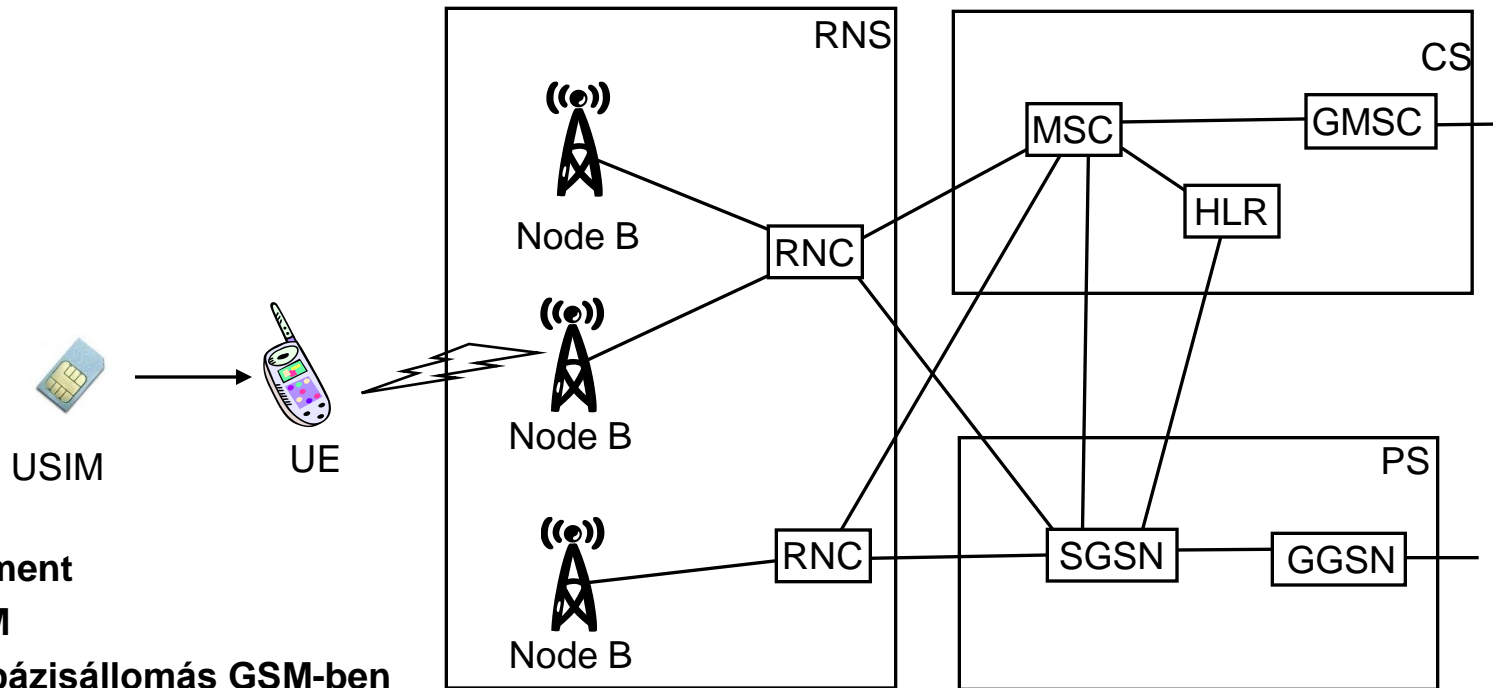 RNS
CS
MSC
GMSC
HLR
Node B
RNC
Node B
USIM
UE
PS
RNC
SGSN
GGSN
Node B
ment
M
bázisállomás GSM-ben